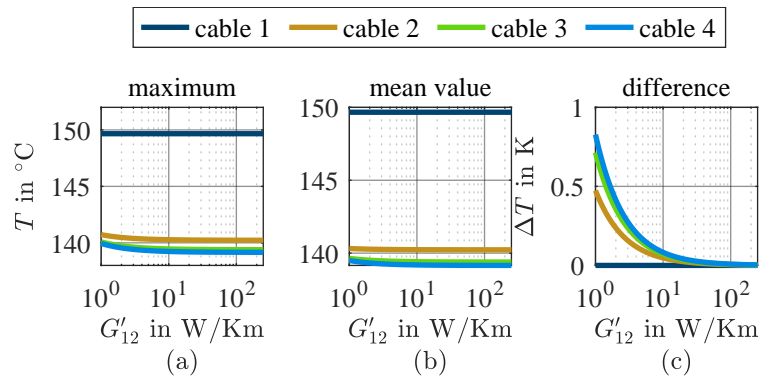 cable 1 cable 2 cable 3 cable 4
maximum
T in °C
150
145
140
10^0 10^1 10^2
G′12 in W/Km
(a)
mean value
150
145
140
10^0 10^1 10^2
G′12 in W/Km
(b)
difference
ΔT in K
1
0.5
0
10^0 10^1 10^2
G′12 in W/Km
(c)